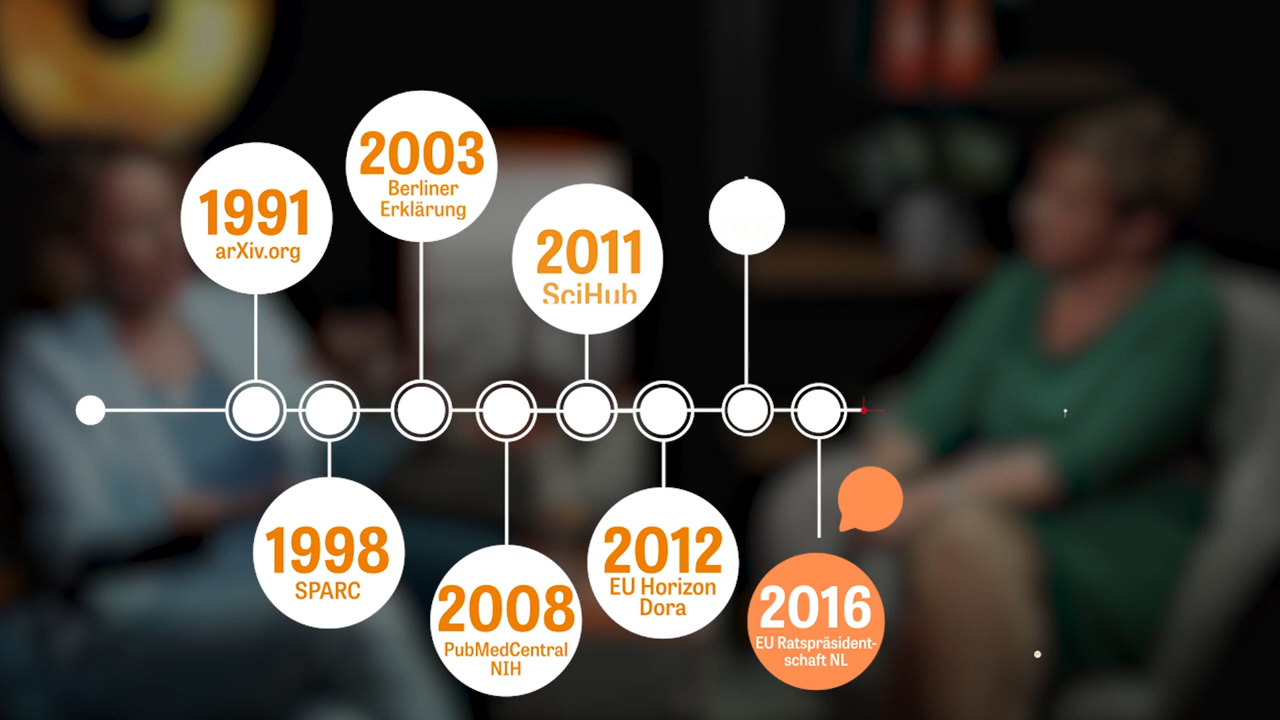 1991
arXiv.org
1998
SPARC
2003
Berliner
Erklärung
2008
PubMedCentral
NIH
2011
SciHub
2012
EU Horizon
Dora
2016
EU Ratspräsident-
schaft NL